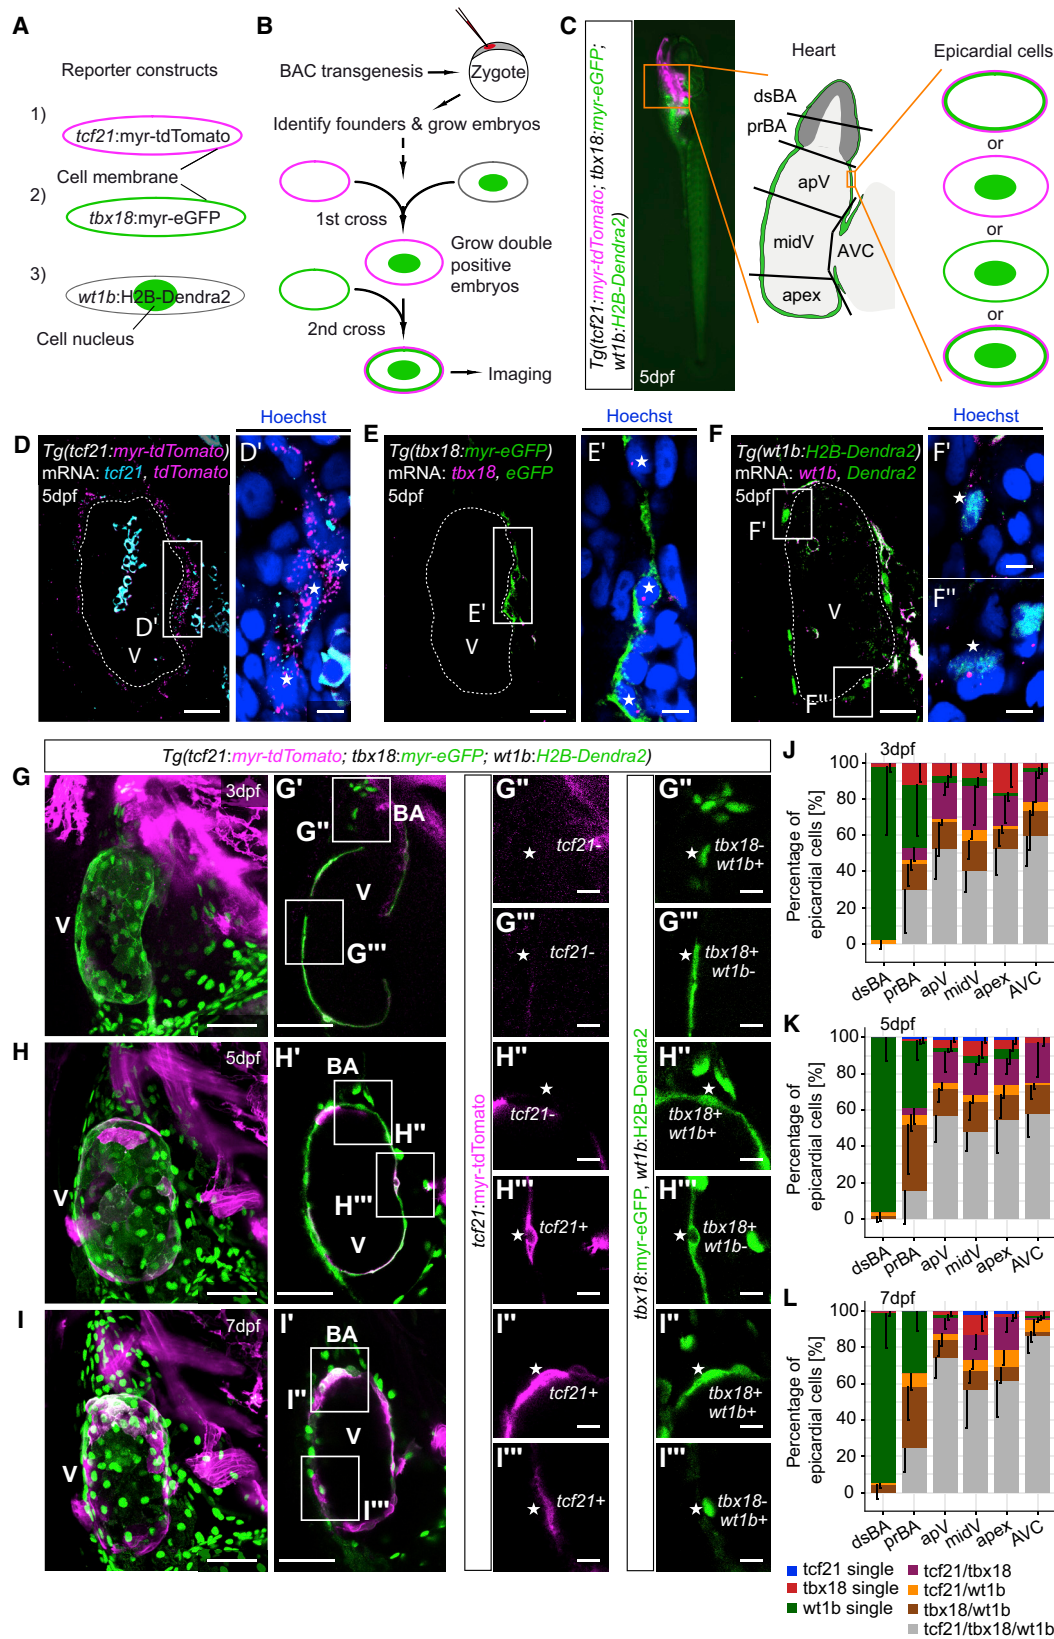 A
Reporter constructs
1)
tcf21:myr-tdTomato
Cell membrane
2)
tbx18:myr-eGFP
3)
wt1b:H2B-Dendra2
Cell nucleus
B
BAC transgenesis
Zygote
Identify founders & grow embryos
1st cross
Grow double
positive
embryos
2nd cross
Imaging
C
Tg(tcf21:myr-tdTomato; tbx18:myr-eGFP;
wt1b:H2B-Dendra2)
5dpf
Heart
dsBA
prBA
apV
midV
AVC
apex
Epicardial cells
or
or
or
D
Tg(tcf21:myr-tdTomato)
mRNA: tcf21, tdTomato
5dpf
D'
V
Hoechst
D'
E
Tg(tbx18:myr-eGFP)
mRNA: tbx18, eGFP
5dpf
E'
V
Hoechst
E'
F
Tg(wt1b:H2B-Dendra2)
mRNA: wt1b, Dendra2
5dpf
F'
V
F''
Hoechst
F'
F''
Tg(tcf21:myr-tdTomato; tbx18:myr-eGFP; wt1b:H2B-Dendra2)
G
3dpf
V
G'
BA
G''
V
G'''
G''
tcf21-
G''
tbx18-
wt1b+
G'''
tcf21-
G'''
tbx18+
wt1b-
H
5dpf
V
H'
BA
H''
H'''
V
H''
tcf21-
H''
tbx18+
wt1b+
H'''
tcf21+
H'''
tbx18+
wt1b-
I
7dpf
V
I'
BA
I''
V
I'''
I''
tcf21+
I''
tbx18+
wt1b+
I'''
tcf21+
I'''
tbx18-
wt1b+
tcf21:myr-tdTomato
tbx18:myr-eGFP, wt1b:H2B-Dendra2
J
3dpf
Percentage of
epicardial cells [%]
100
80
60
40
20
0
dsBA
prBA
apV
midV
apex
AVC
K
5dpf
Percentage of
epicardial cells [%]
100
80
60
40
20
0
dsBA
prBA
apV
midV
apex
AVC
L
7dpf
Percentage of
epicardial cells [%]
100
80
60
40
20
0
dsBA
prBA
apV
midV
apex
AVC
tcf21 single
tbx18 single
wt1b single
tcf21/tbx18
tcf21/wt1b
tbx18/wt1b
tcf21/tbx18/wt1b